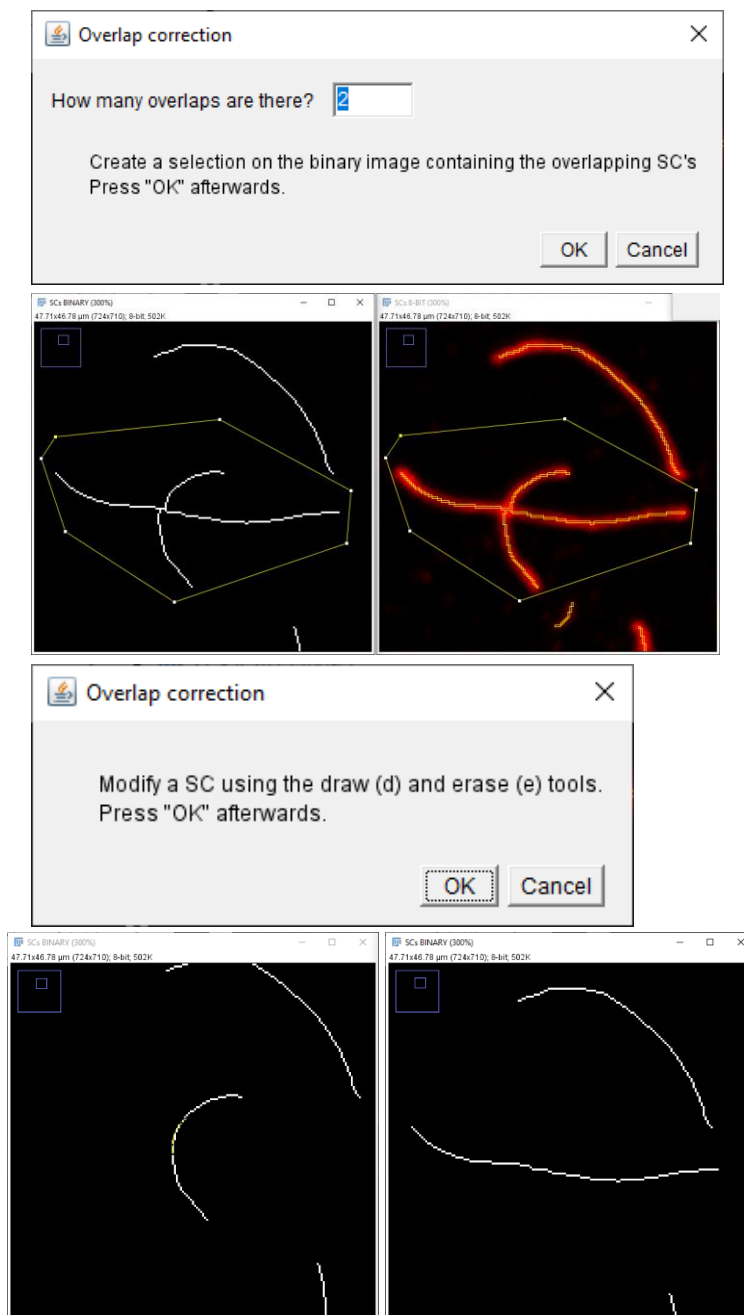 Overlap correction
How many overlaps are there? 2
Create a selection on the binary image containing the overlapping SC's
Press "OK" afterwards.
OK Cancel
SCs BINARY (300%)
47.71x46.78 µm (724x710); 8-bit; 502K
SCs 8-BIT (300%)
47.71x46.78 µm (724x710); 8-bit; 502K
Overlap correction
Modify a SC using the draw (d) and erase (e) tools.
Press "OK" afterwards.
OK Cancel
SCs BINARY (300%)
47.71x46.78 µm (724x710); 8-bit; 502K
SCs BINARY (300%)
47.71x46.78 µm (724x710); 8-bit; 502K